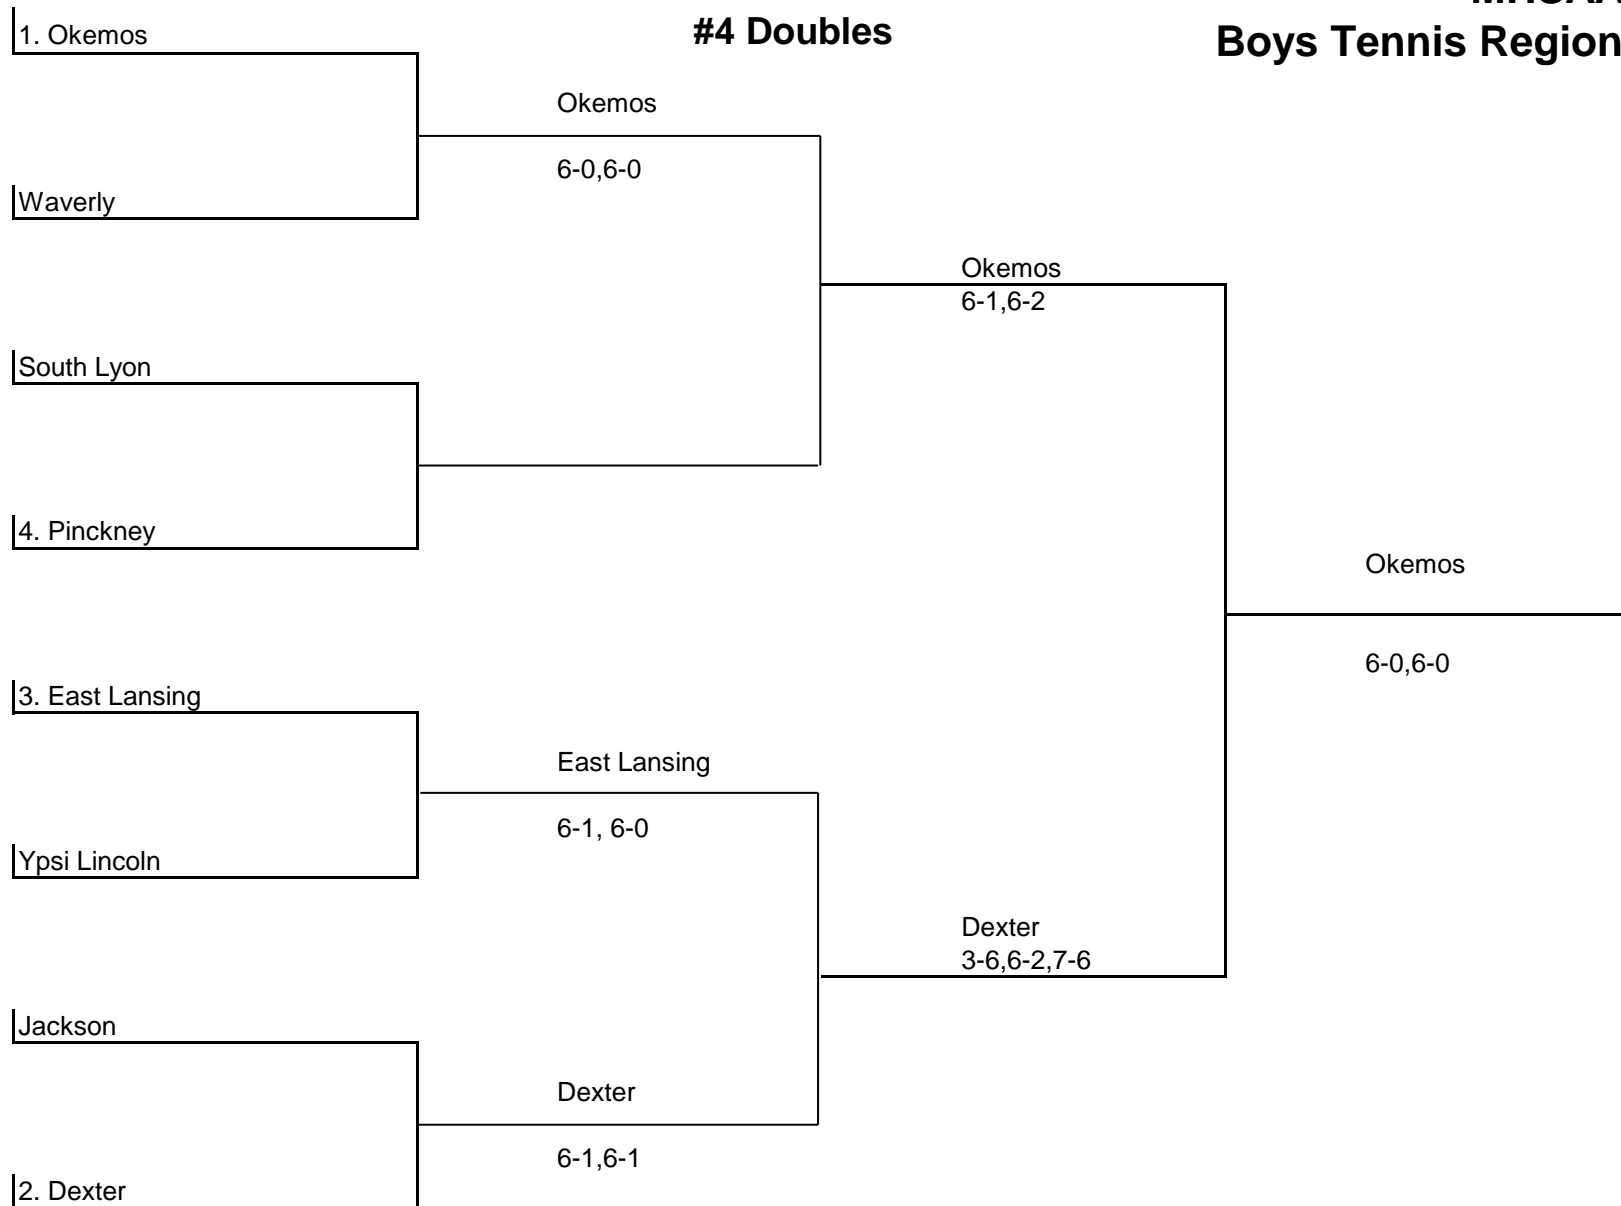 MHSAA
#4 Doubles
Boys Tennis Region
1. Okemos
Okemos
6-0,6-0
Waverly
Okemos
6-1,6-2
South Lyon
4. Pinckney
Okemos
6-0,6-0
3. East Lansing
East Lansing
6-1, 6-0
Ypsi Lincoln
Dexter
3-6,6-2,7-6
Jackson
Dexter
6-1,6-1
2. Dexter